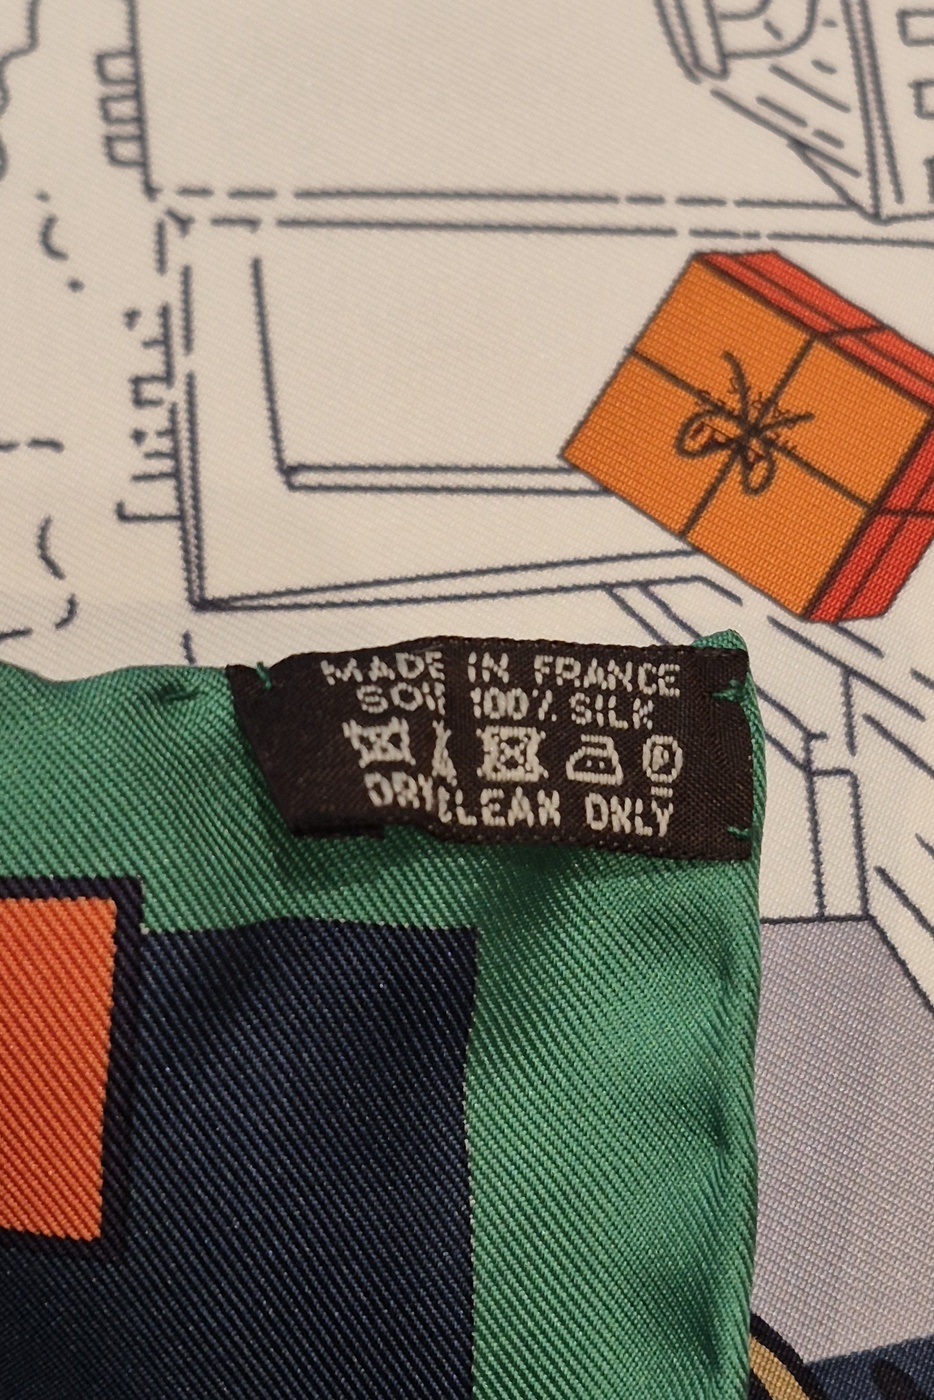 MADE IN FRANCE
SOIE 100% SILK
P
DRYCLEAN ONLY